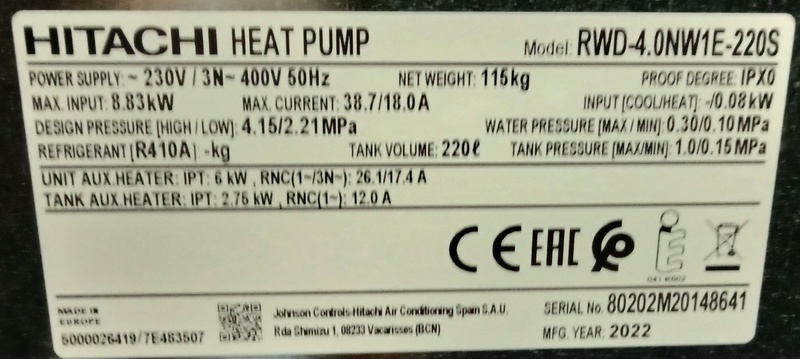 HITACHI HEAT PUMP Model: RWD-4.0NW1E-220S
POWER SUPPLY: ~ 230V / 3N~ 400V 50Hz NET WEIGHT: 115kg PROOF DEGREE: IPX0
MAX. INPUT: 8.83kW MAX. CURRENT: 38.7/18.0A INPUT [COOL/HEAT]: -/0.08kW
DESIGN PRESSURE [HIGH / LOW]: 4.15/2.21MPa WATER PRESSURE [MAX / MIN]: 0.30/0.10MPa
REFRIGERANT [R410A] -kg TANK VOLUME: 220ℓ TANK PRESSURE [MAX/MIN]: 1.0/0.15MPa
UNIT AUX.HEATER: IPT: 6 kW , RNC(1~/3N~): 26.1/17.4 A
TANK AUX.HEATER: IPT: 2.75 kW , RNC(1~): 12.0 A
CE EAC
MADE IN
EUROPE
5000026419/7E483507
Johnson Controls-Hitachi Air Conditioning Spain S.A.U.
Rda Shimizu 1, 08233 Vacarisses (BCN)
SERIAL No. 80202M20148641
MFG. YEAR: 2022